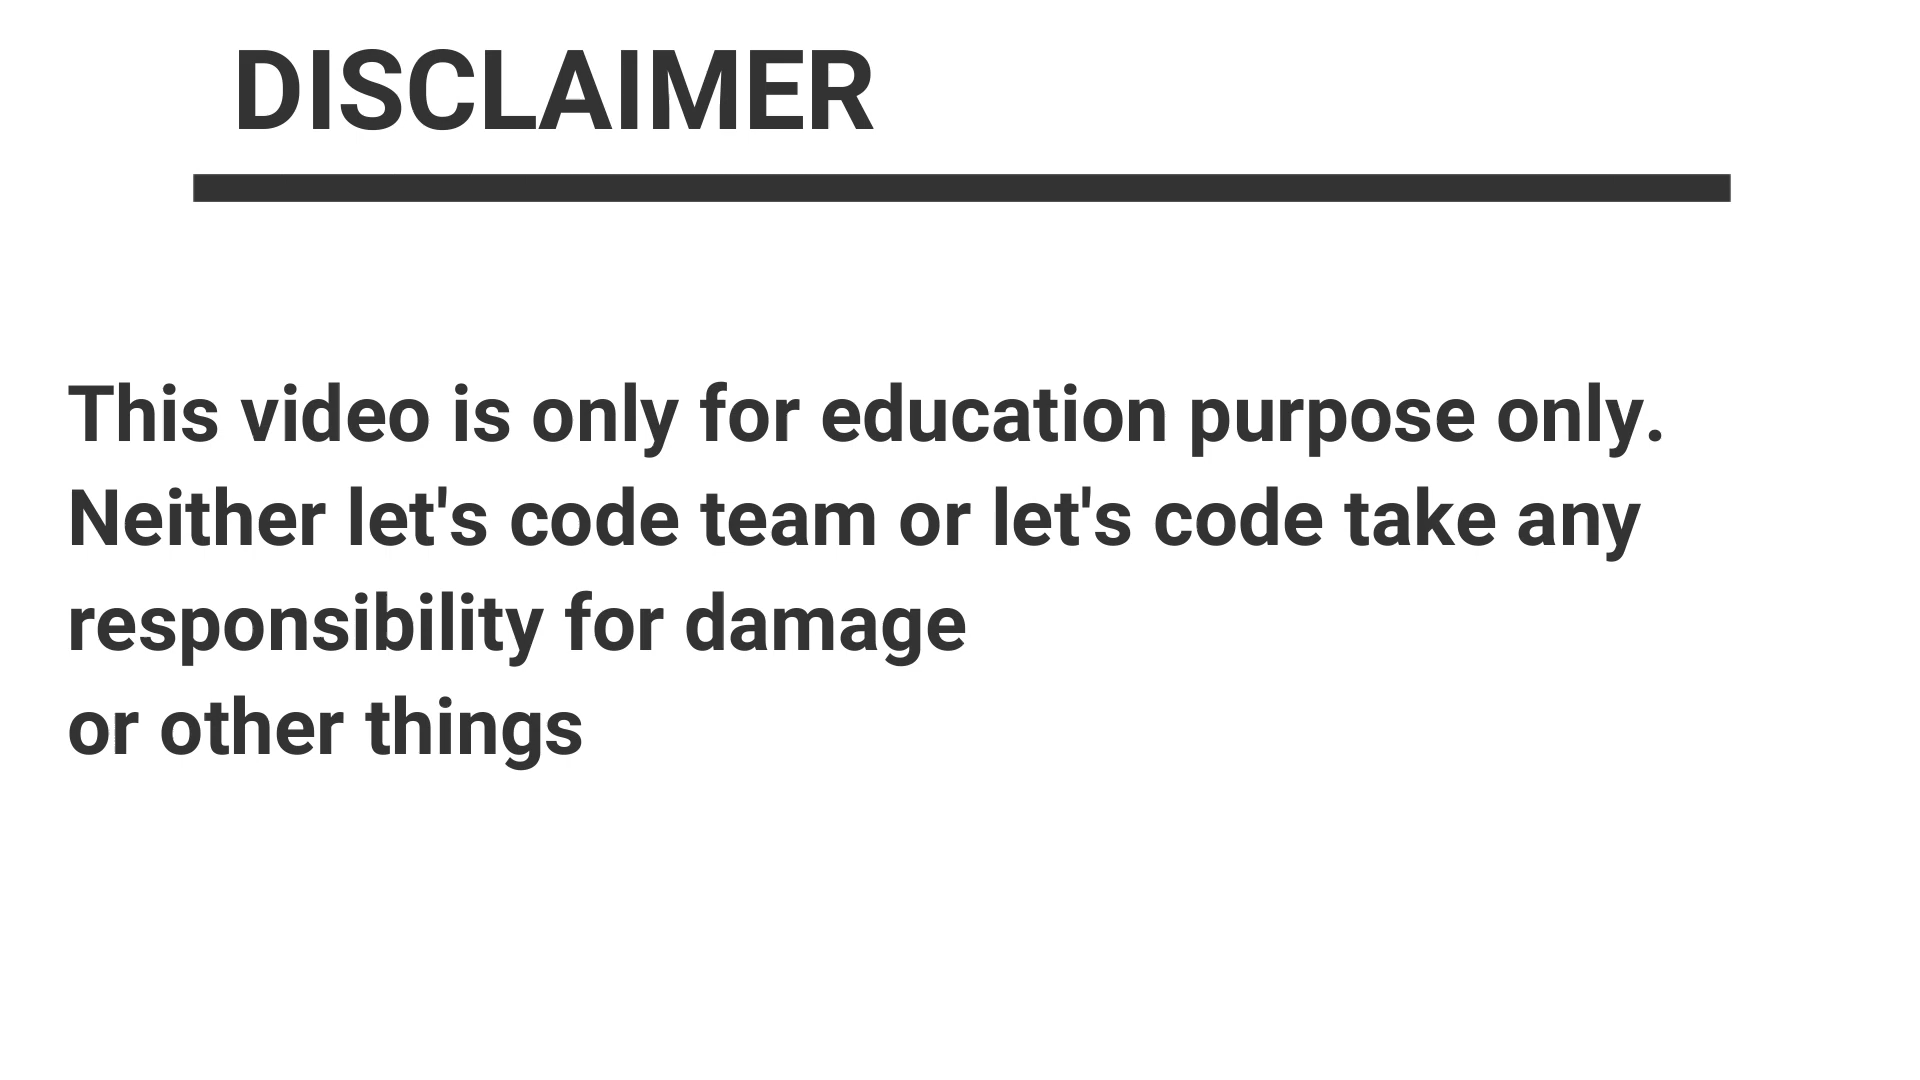 DISCLAIMER
This video is only for education purpose only.
Neither let's code team or let's code take any
responsibility for damage
or other things